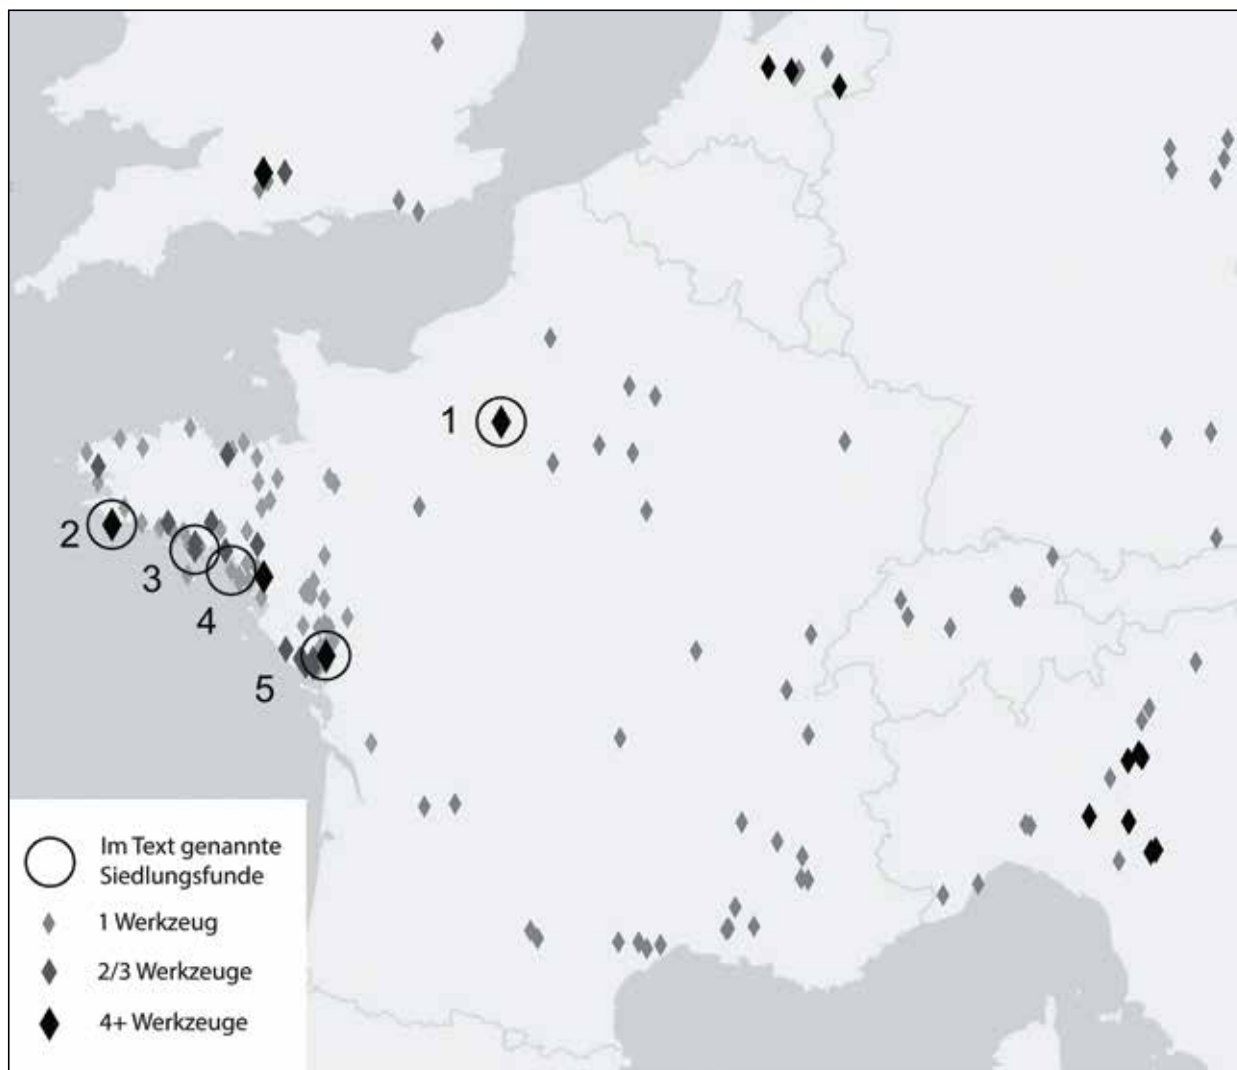 1
2
3
4
5
Im Text genannte
Siedlungsfunde
1 Werkzeug
2/3 Werkzeuge
4+ Werkzeuge